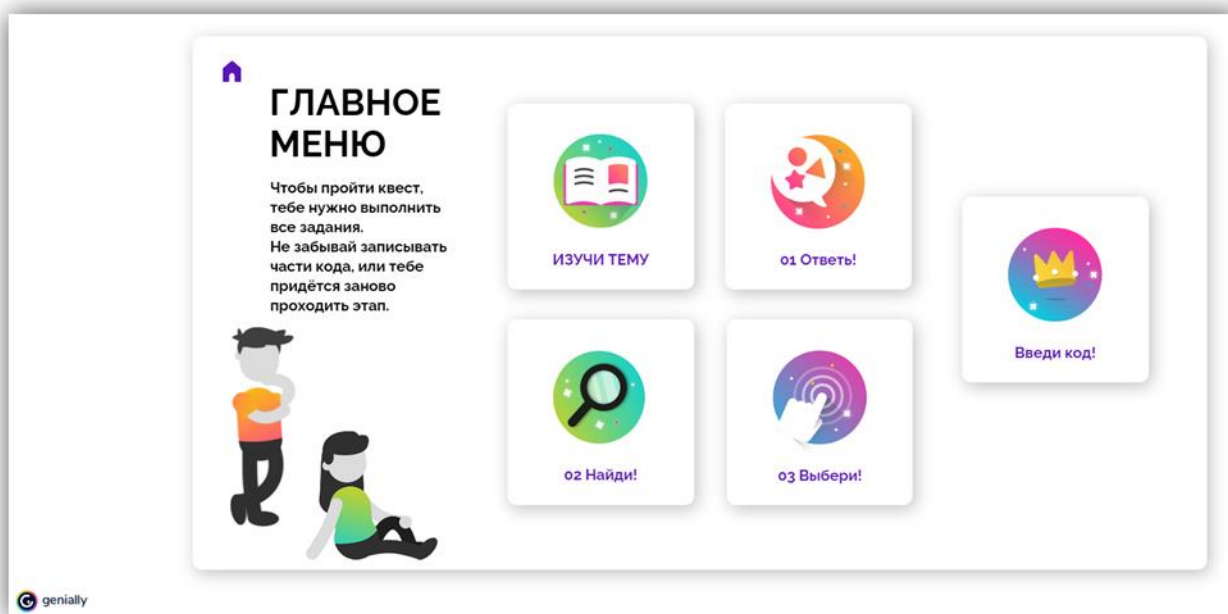 ГЛАВНОЕ
МЕНЮ
Чтобы пройти квест,
тебе нужно выполнить
все задания.
Не забывай записывать
части кода, или тебе
придётся заново
проходить этап.
ИЗУЧИ ТЕМУ
01 Ответь!
02 Найди!
03 Выбери!
Введи код!
genially